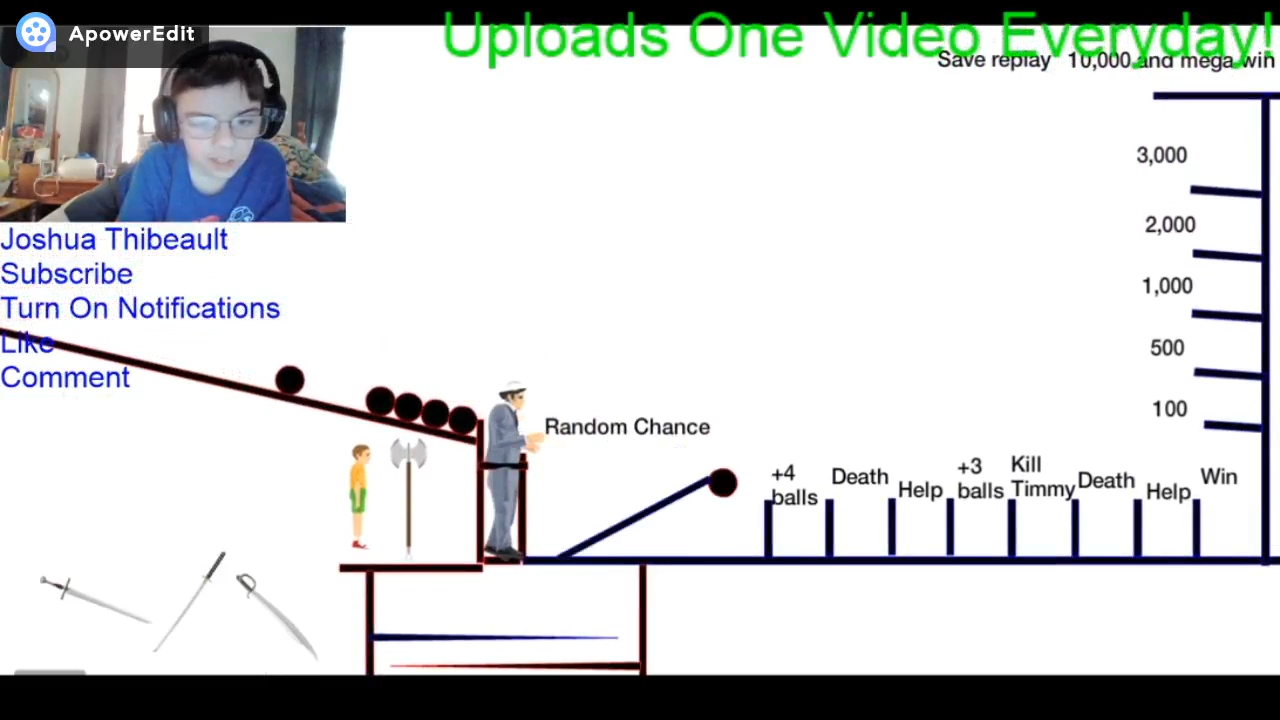 ApowerEdit
Uploads One Video Everyday!
Save replay 10,000 and mega win
3,000
2,000
1,000
500
100
Joshua Thibeault
Subscribe
Turn On Notifications
Like
Comment
Random Chance
+4
balls
Death
Help
+3
balls
Kill
Timmy
Death
Help
Win